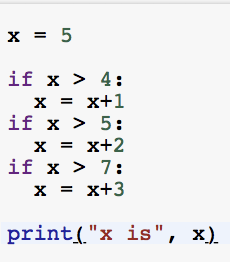 x = 5

if x > 4:
  x = x+1
if x > 5:
  x = x+2
if x > 7:
  x = x+3

print("x is", x)